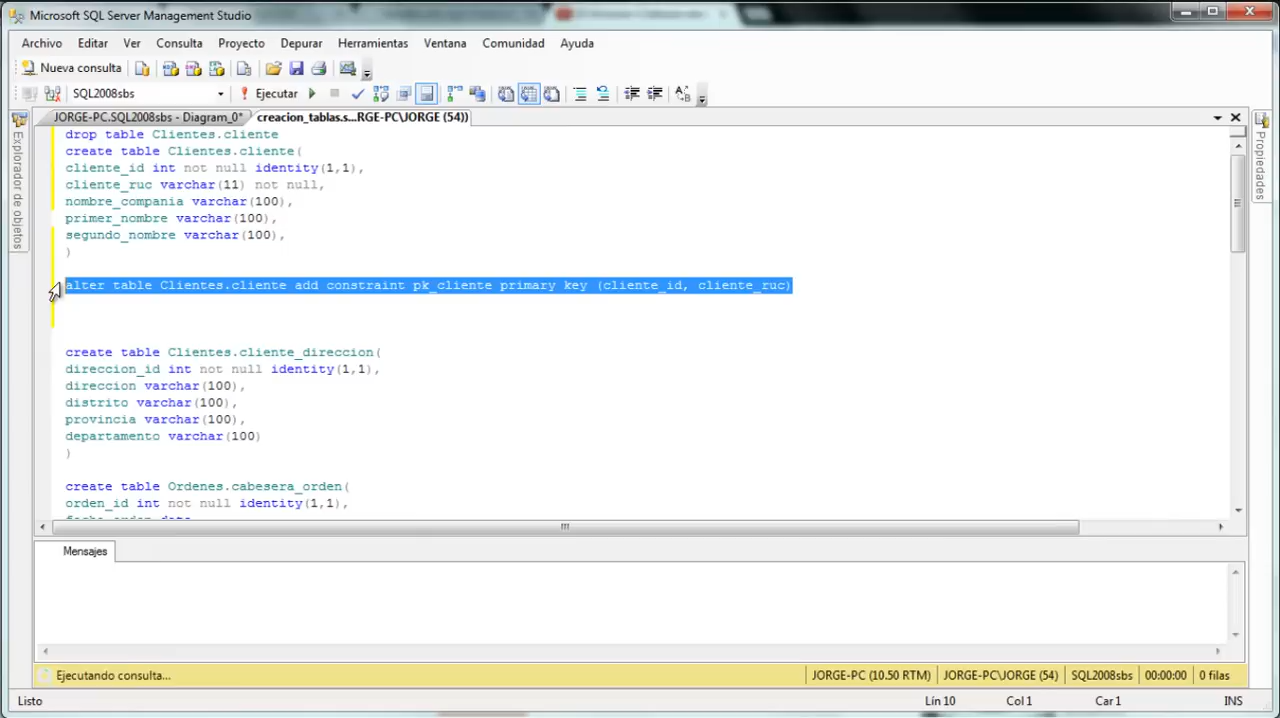 Microsoft SQL Server Management Studio
Archivo Editar Ver Consulta Proyecto Depurar Herramientas Ventana Comunidad Ayuda
Nueva consulta
SQL2008sbs Ejecutar
JORGE-PC.SQL2008sbs - Diagram_0* creacion_tablas.s...RGE-PC\JORGE (54))
Explorador de objetos
Propiedades
drop table Clientes.cliente
create table Clientes.cliente(
cliente_id int not null identity(1,1),
cliente_ruc varchar(11) not null,
nombre_compania varchar(100),
primer_nombre varchar(100),
segundo_nombre varchar(100),
)
alter table Clientes.cliente add constraint pk_cliente primary key (cliente_id, cliente_ruc)
create table Clientes.cliente_direccion(
direccion_id int not null identity(1,1),
direccion varchar(100),
distrito varchar(100),
provincia varchar(100),
departamento varchar(100)
)
create table Ordenes.cabesera_orden(
orden_id int not null identity(1,1),
fecha_orden date
Mensajes
Ejecutando consulta... JORGE-PC (10.50 RTM) JORGE-PC\JORGE (54) SQL2008sbs 00:00:00 0 filas
Listo Lín 10 Col 1 Car 1 INS